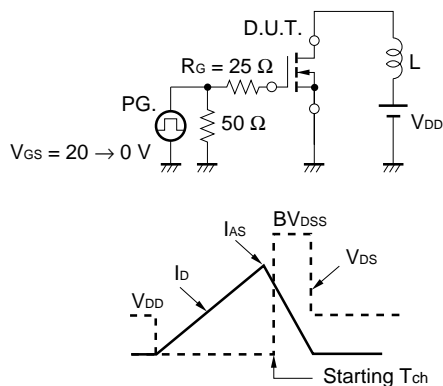 D.U.T.
RG = 25 Ω
L
PG.
50 Ω
VDD
VGS = 20 → 0 V
BVDSS
IAS
ID
VDS
VDD
Starting Tch